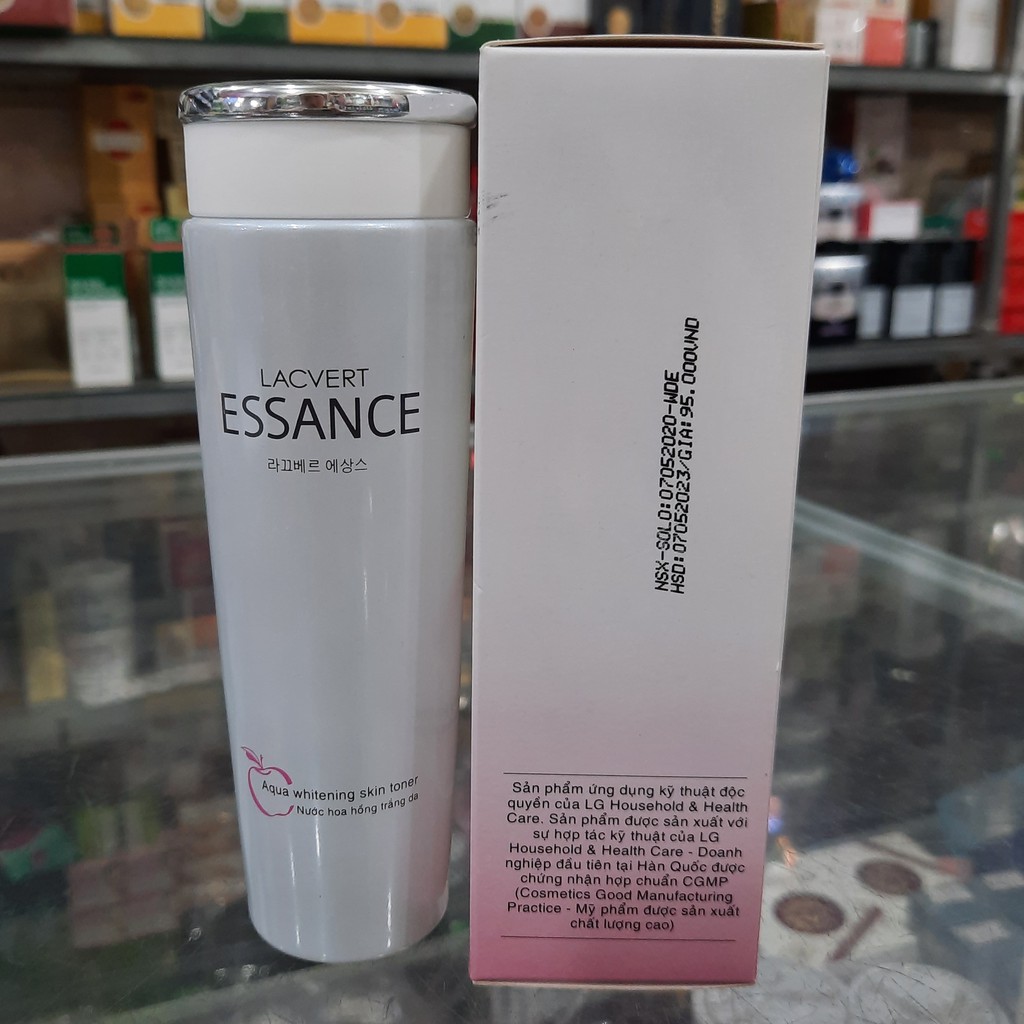 LACVERT
ESSANCE
라끄베르 에상스
Aqua whitening skin toner
Nước hoa hồng trắng da
NSX-SOLO:07052020-WDE
HSD:07052023/GIA:95.000VND
Sản phẩm ứng dụng kỹ thuật độc
quyền của LG Household & Health
Care. Sản phẩm được sản xuất với
sự hợp tác kỹ thuật của LG
Household & Health Care - Doanh
nghiệp đầu tiên tại Hàn Quốc được
chứng nhận hợp chuẩn CGMP
(Cosmetics Good Manufacturing
Practice - Mỹ phẩm được sản xuất
chất lượng cao)